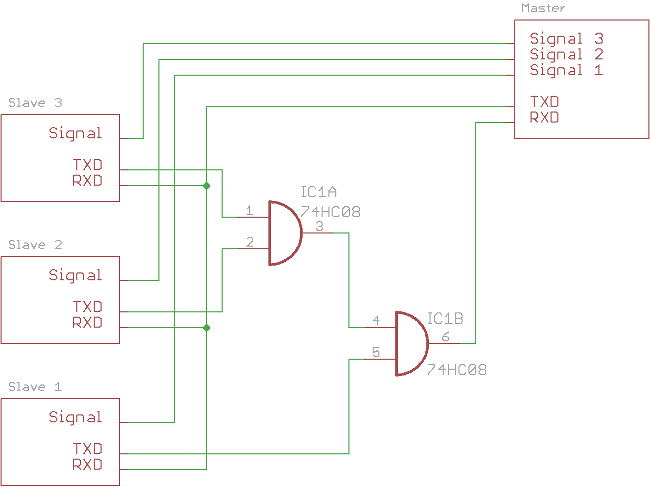 Master
Signal 3
Signal 2
Signal 1
TXD
RXD
Slave 3
Signal
TXD
RXD
IC1A
74HC08
1
2
3
Slave 2
Signal
TXD
RXD
IC1B
74HC08
4
5
6
Slave 1
Signal
TXD
RXD